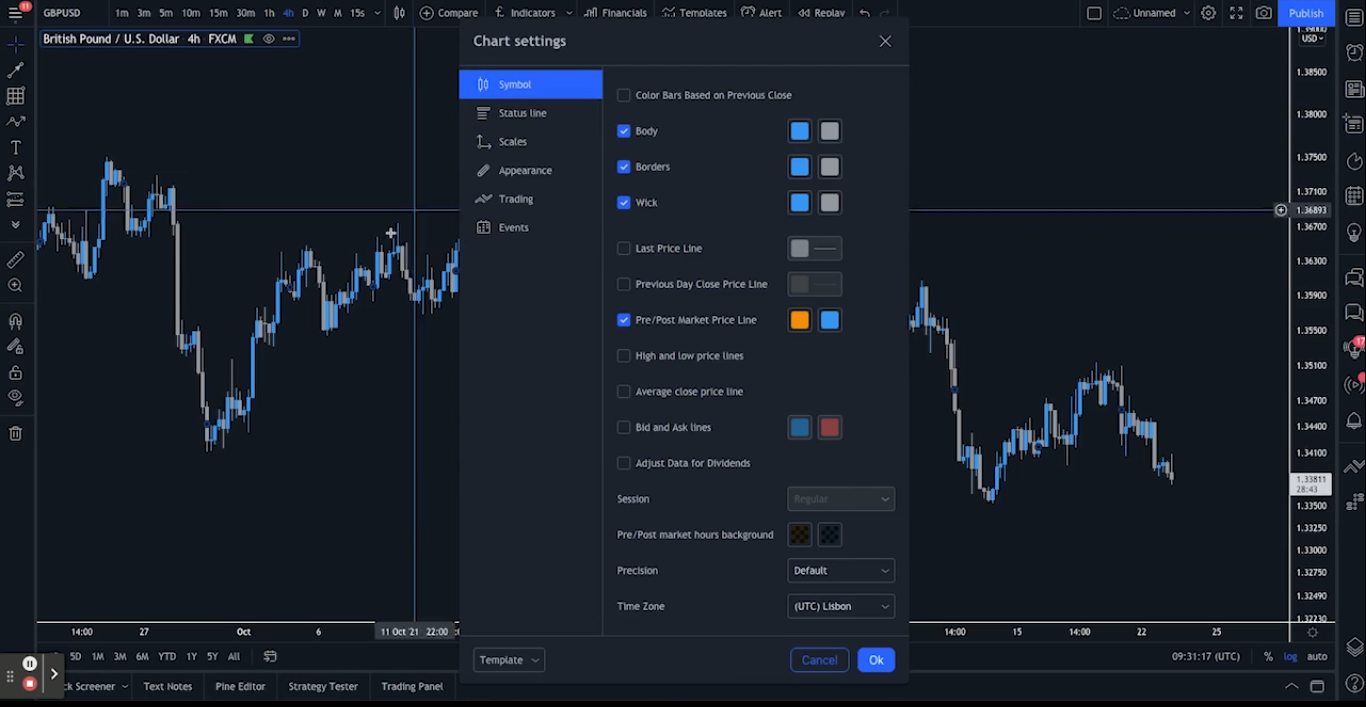 11
GBPUSD 1m 3m 5m 10m 15m 30m 1h 4h D W M 15s Compare Indicators Financials Templates Alert Replay Unnamed Publish
British Pound / U.S. Dollar 4h FXCM
USD
Chart settings
Symbol
Status line
Scales
Appearance
Trading
Events
Color Bars Based on Previous Close
Body
Borders
Wick
Last Price Line
Previous Day Close Price Line
Pre/Post Market Price Line
High and low price lines
Average close price line
Bid and Ask lines
Adjust Data for Dividends
Session Regular
Pre/Post market hours background
Precision Default
Time Zone (UTC) Lisbon
Template Cancel Ok
1.39000
1.38500
1.38000
1.37500
1.37100
1.36893
1.36700
1.36300
1.35900
1.35500
1.35100
1.34700
1.34400
1.34100
1.33811
28:43
1.33500
1.33250
1.33000
1.32750
1.32490
1.32230
17
14:00 27 Oct 6 11 Oct '21 22:00 14:00 15 14:00 22 25
5D 1M 3M 6M YTD 1Y 5Y All 09:31:17 (UTC) % log auto
ck Screener Text Notes Pine Editor Strategy Tester Trading Panel